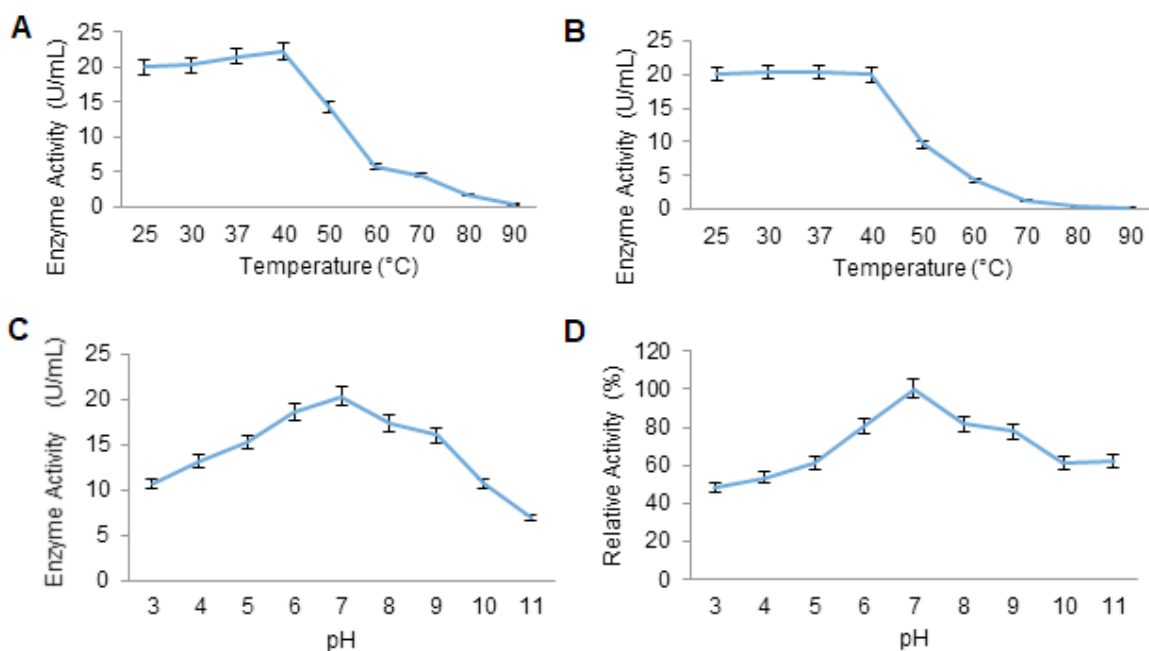 A
Enzyme Activity (U/mL)
25
20
15
10
5
0
25 30 37 40 50 60 70 80 90
Temperature (°C)
B
Enzyme Activity (U/mL)
25
20
15
10
5
0
25 30 37 40 50 60 70 80 90
Temperature (°C)
C
Enzyme Activity (U/mL)
25
20
15
10
5
0
3 4 5 6 7 8 9 10 11
pH
D
Relative Activity (%)
120
100
80
60
40
20
0
3 4 5 6 7 8 9 10 11
pH